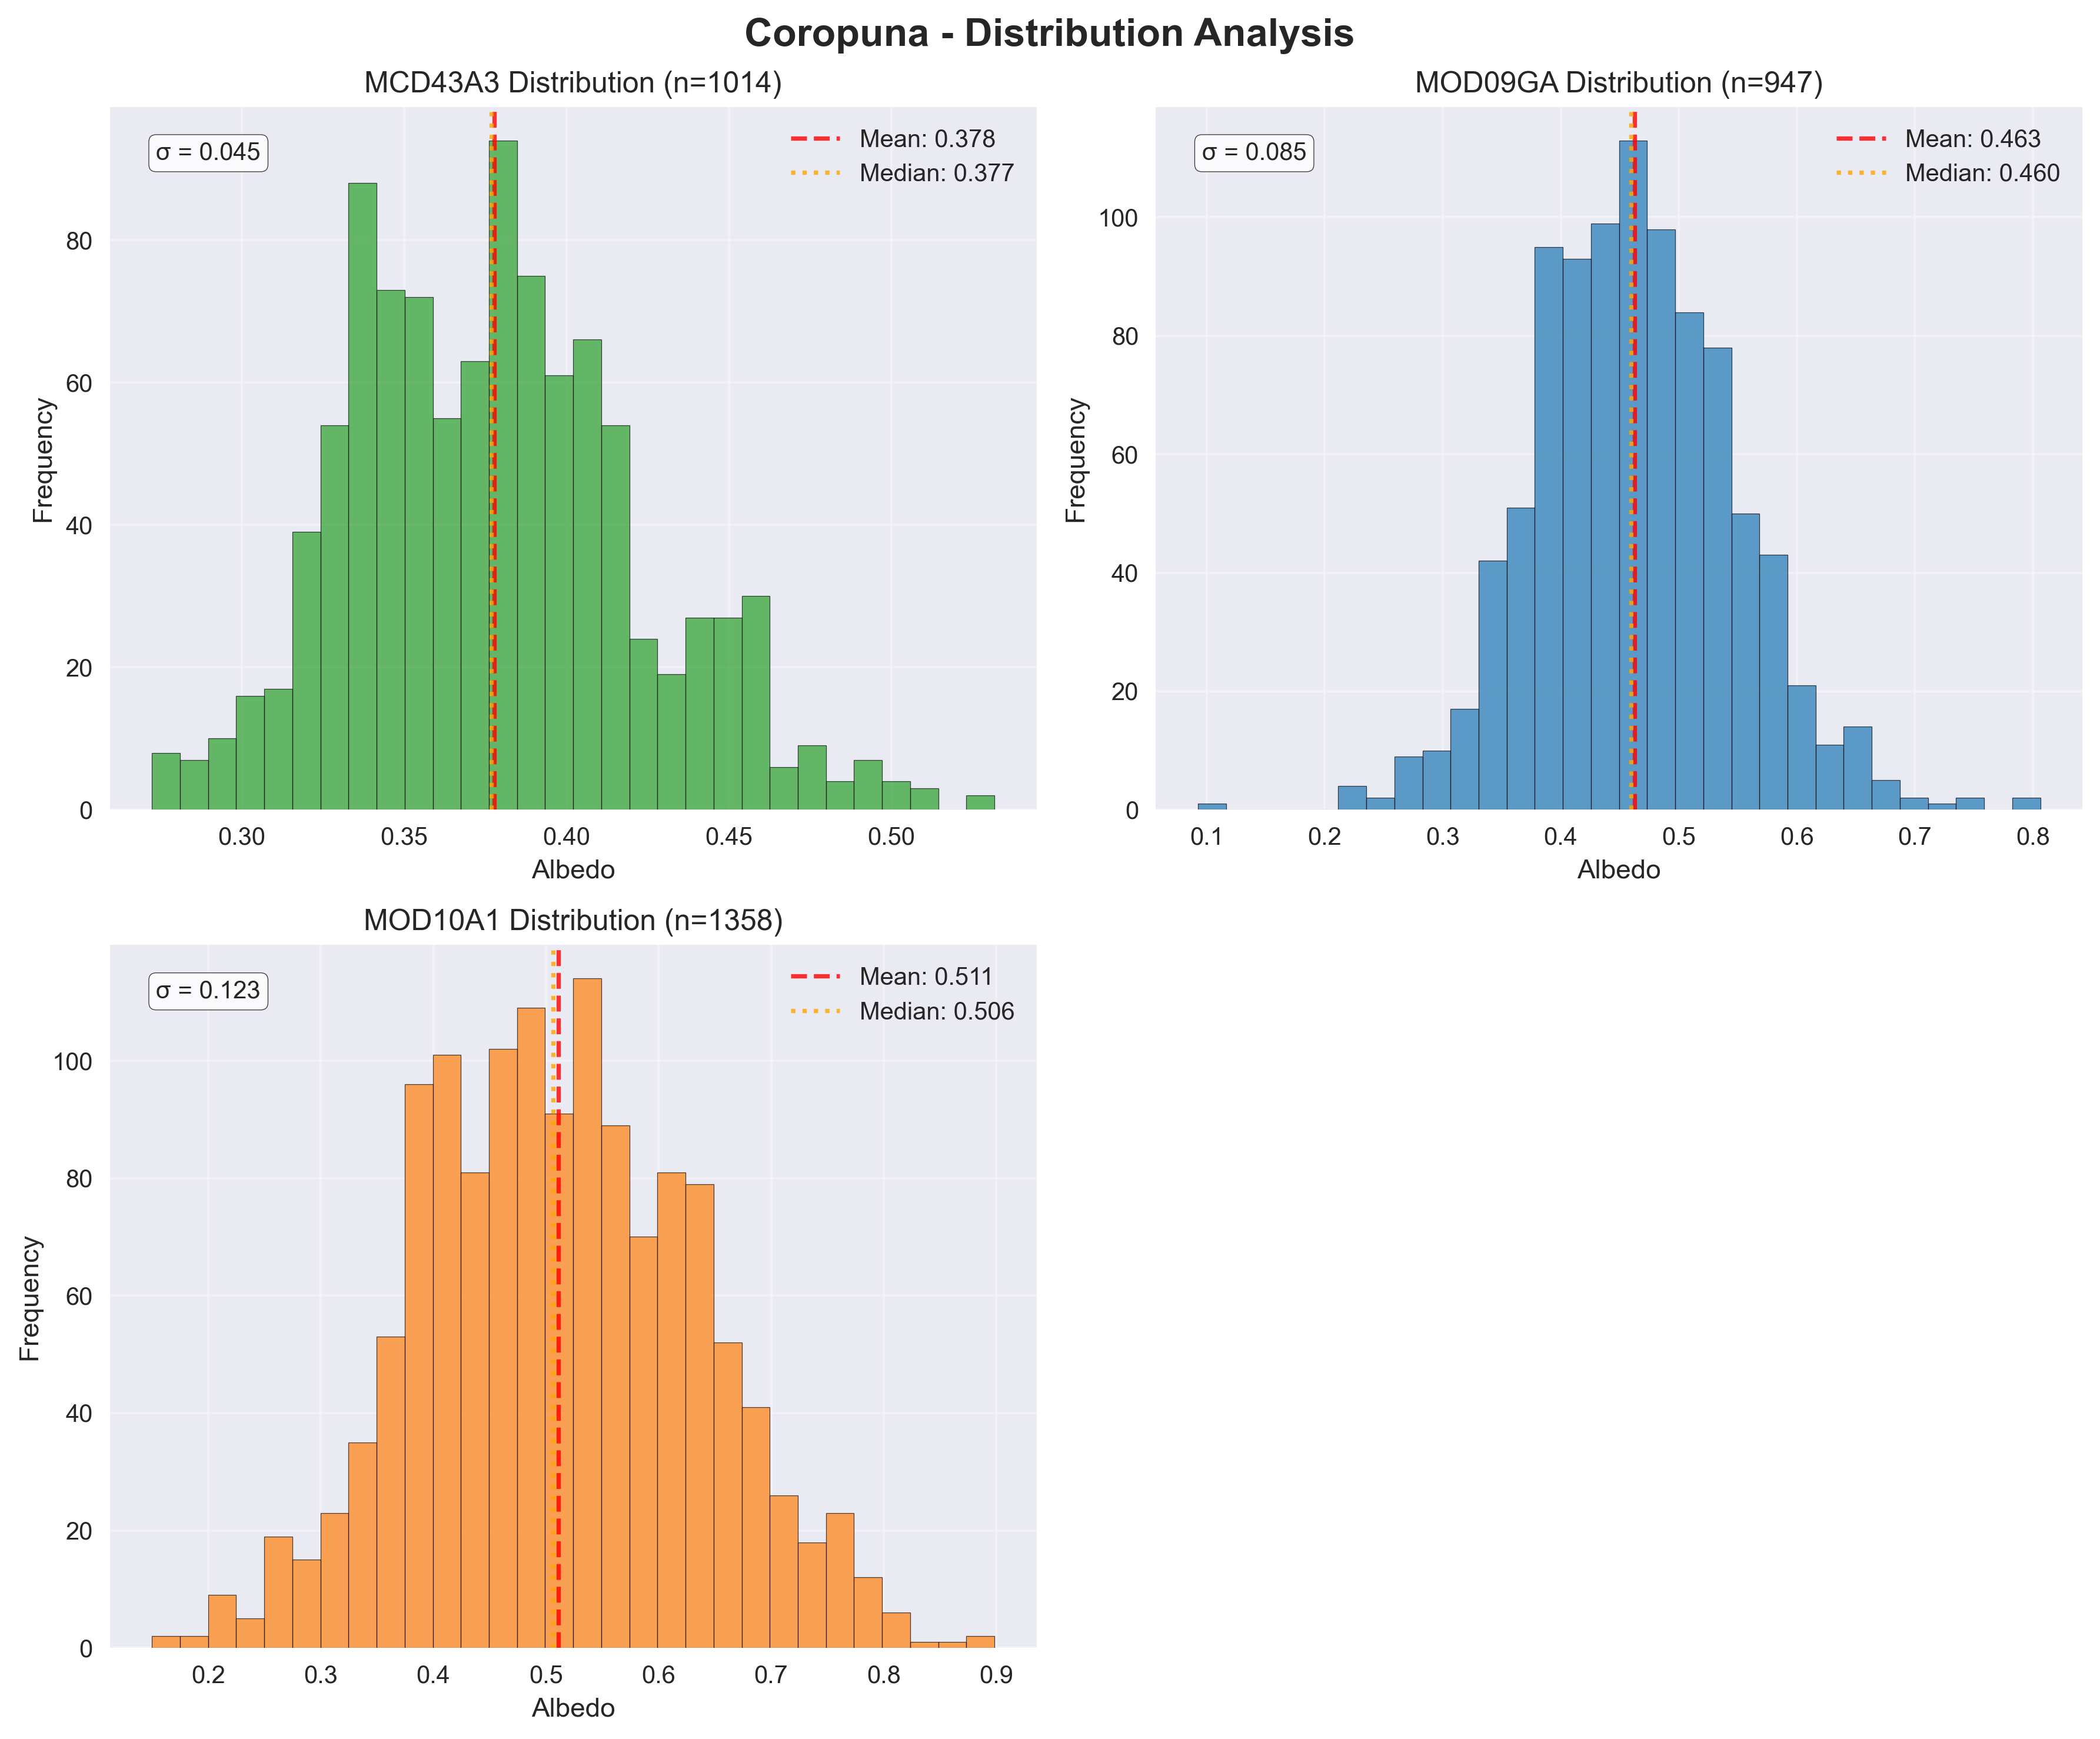 Coropuna - Distribution Analysis
MCD43A3 Distribution (n=1014)
σ = 0.045
Mean: 0.378
Median: 0.377
80
60
40
20
0
Frequency
0.30 0.35 0.40 0.45 0.50
Albedo
MOD09GA Distribution (n=947)
σ = 0.085
Mean: 0.463
Median: 0.460
100
80
60
40
20
0
Frequency
0.1 0.2 0.3 0.4 0.5 0.6 0.7 0.8
Albedo
MOD10A1 Distribution (n=1358)
σ = 0.123
Mean: 0.511
Median: 0.506
100
80
60
40
20
0
Frequency
0.2 0.3 0.4 0.5 0.6 0.7 0.8 0.9
Albedo